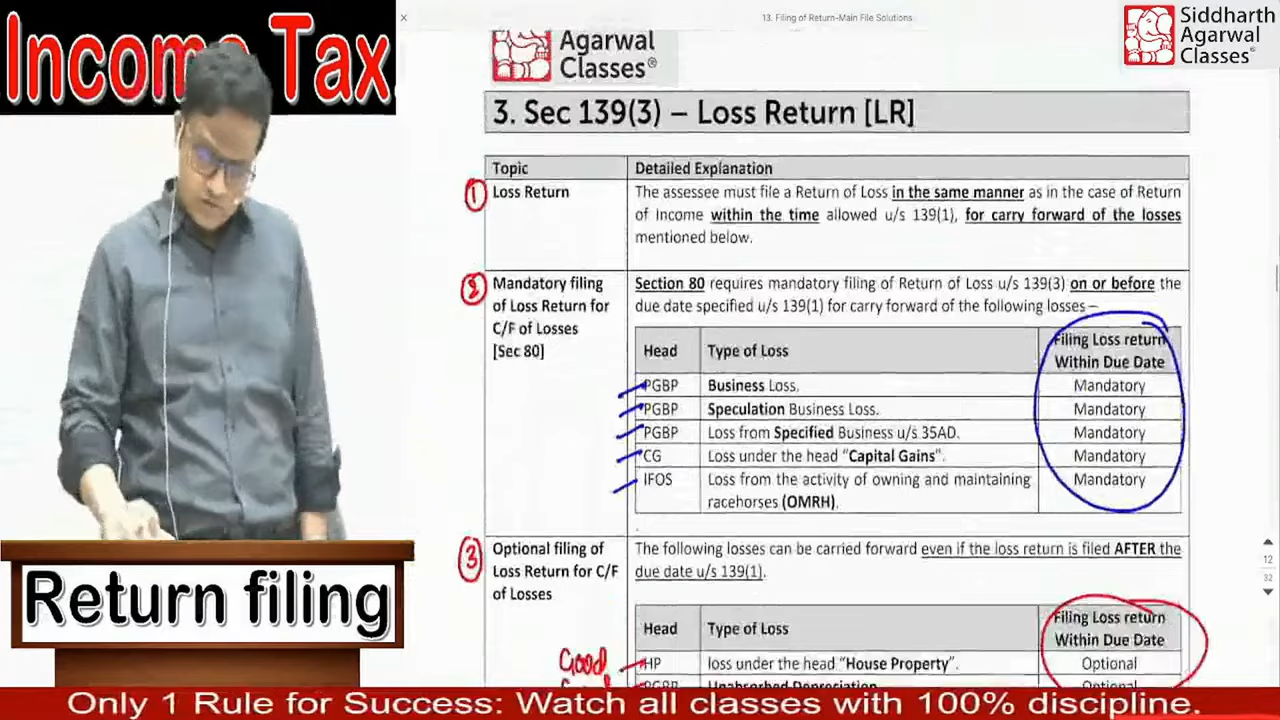 Income Tax
13. Filing of Return-Main File Solutions
Siddharth
Agarwal
Classes®
Agarwal
Classes®
3. Sec 139(3) – Loss Return [LR]
Topic
Detailed Explanation
1
Loss Return
The assessee must file a Return of Loss in the same manner as in the case of Return
of Income within the time allowed u/s 139(1), for carry forward of the losses
mentioned below.
2
Mandatory filing
of Loss Return for
C/F of Losses
[Sec 80]
Section 80 requires mandatory filing of Return of Loss u/s 139(3) on or before the
due date specified u/s 139(1) for carry forward of the following losses –
Head
Type of Loss
Filing Loss return
Within Due Date
PGBP
Business Loss.
Mandatory
PGBP
Speculation Business Loss.
Mandatory
PGBP
Loss from Specified Business u/s 35AD.
Mandatory
CG
Loss under the head “Capital Gains”.
Mandatory
IFOS
Loss from the activity of owning and maintaining
racehorses (OMRH).
Mandatory
3
Optional filing of
Loss Return for C/F
of Losses
The following losses can be carried forward even if the loss return is filed AFTER the
due date u/s 139(1).
Head
Type of Loss
Filing Loss return
Within Due Date
Good
HP
loss under the head “House Property”.
Optional
PGBP
Unabsorbed Depreciation
Optional
12
32
Return filing
Only 1 Rule for Success: Watch all classes with 100% discipline.